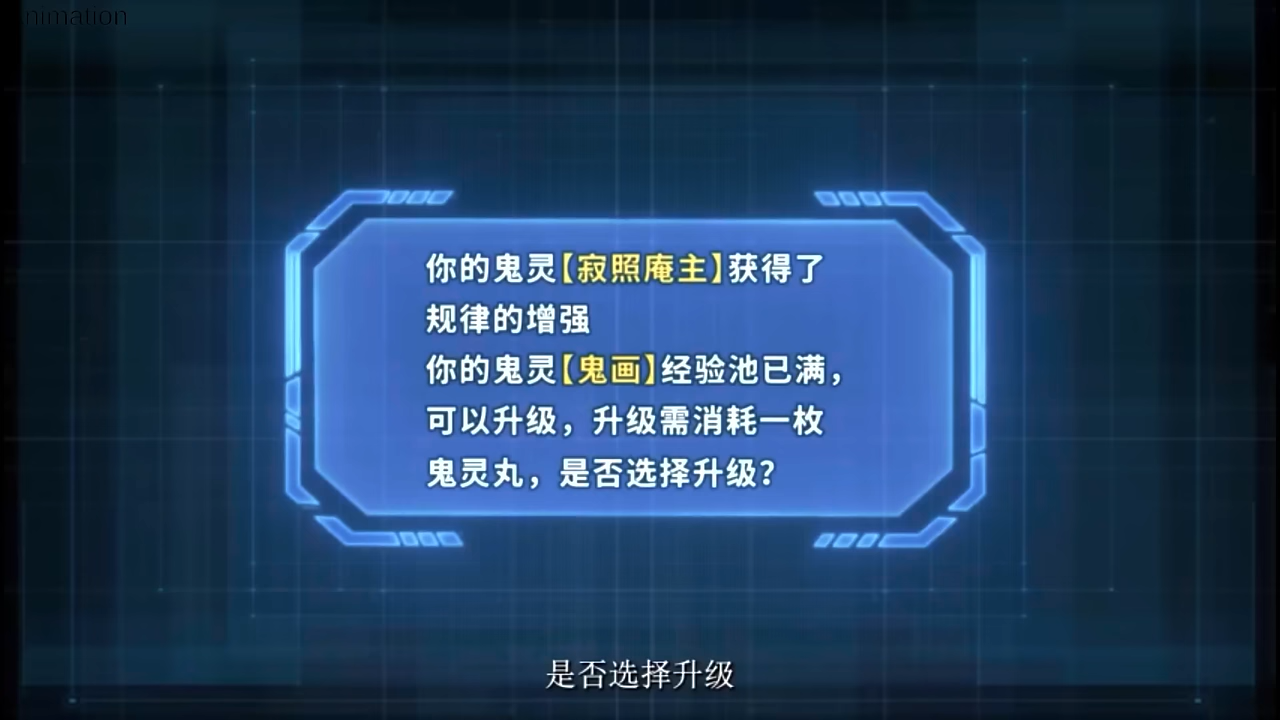 nimation
你的鬼灵【寂照庵主】获得了
规律的增强
你的鬼灵【鬼画】经验池已满，
可以升级，升级需消耗一枚
鬼灵丸，是否选择升级？
是否选择升级